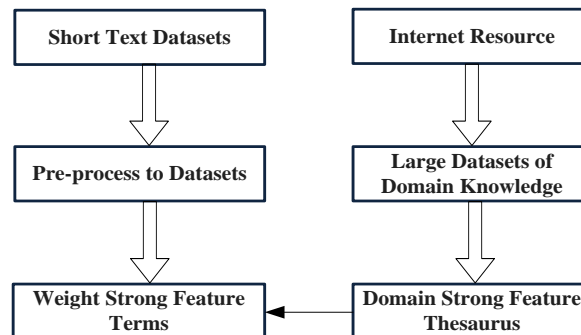 Short Text Datasets
Internet Resource
Pre-process to Datasets
Large Datasets of
Domain Knowledge
Weight Strong Feature
Terms
Domain Strong Feature
Thesaurus